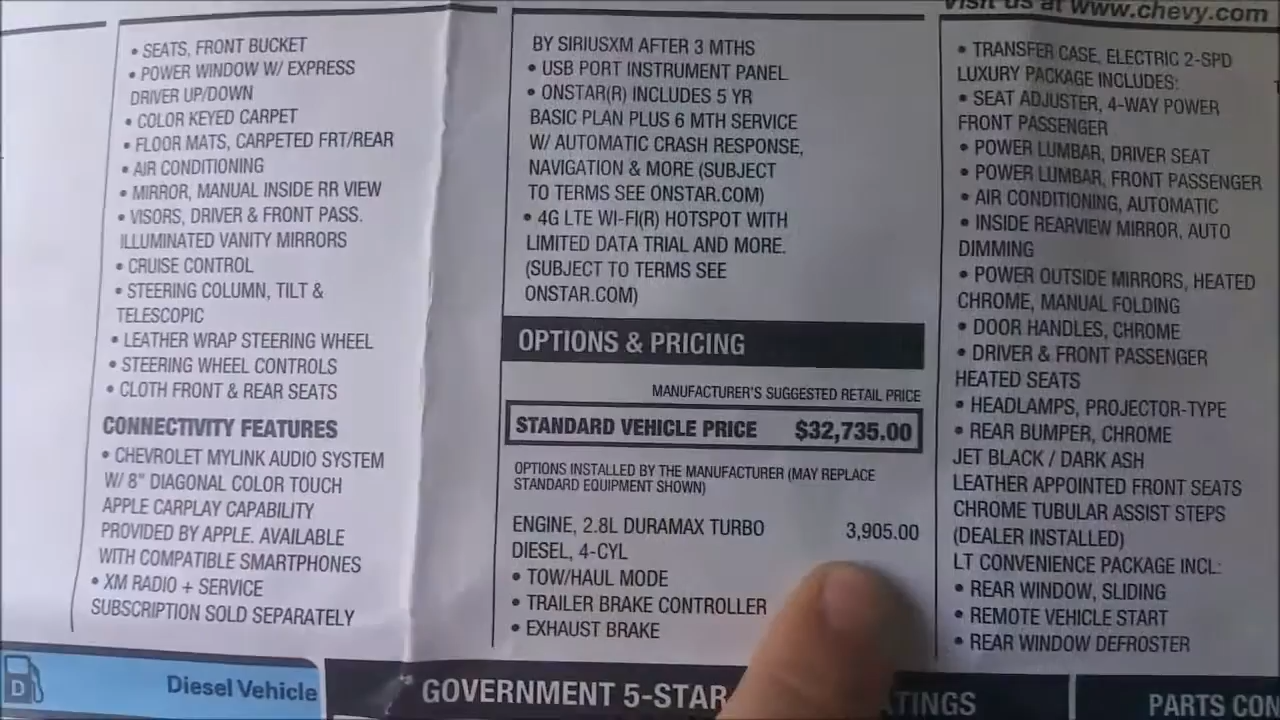 • SEATS, FRONT BUCKET
• POWER WINDOW W/ EXPRESS
DRIVER UP/DOWN
• COLOR KEYED CARPET
• FLOOR MATS, CARPETED FRT/REAR
• AIR CONDITIONING
• MIRROR, MANUAL INSIDE RR VIEW
• VISORS, DRIVER & FRONT PASS.
ILLUMINATED VANITY MIRRORS
• CRUISE CONTROL
• STEERING COLUMN, TILT &
TELESCOPIC
• LEATHER WRAP STEERING WHEEL
• STEERING WHEEL CONTROLS
• CLOTH FRONT & REAR SEATS
CONNECTIVITY FEATURES
• CHEVROLET MYLINK AUDIO SYSTEM
W/ 8" DIAGONAL COLOR TOUCH
APPLE CARPLAY CAPABILITY
PROVIDED BY APPLE. AVAILABLE
WITH COMPATIBLE SMARTPHONES
• XM RADIO + SERVICE
SUBSCRIPTION SOLD SEPARATELY
BY SIRIUSXM AFTER 3 MTHS
• USB PORT INSTRUMENT PANEL
• ONSTAR(R) INCLUDES 5 YR
BASIC PLAN PLUS 6 MTH SERVICE
W/ AUTOMATIC CRASH RESPONSE,
NAVIGATION & MORE (SUBJECT
TO TERMS SEE ONSTAR.COM)
• 4G LTE WI-FI(R) HOTSPOT WITH
LIMITED DATA TRIAL AND MORE.
(SUBJECT TO TERMS SEE
ONSTAR.COM)
OPTIONS & PRICING
MANUFACTURER'S SUGGESTED RETAIL PRICE
STANDARD VEHICLE PRICE $32,735.00
OPTIONS INSTALLED BY THE MANUFACTURER (MAY REPLACE
STANDARD EQUIPMENT SHOWN)
ENGINE, 2.8L DURAMAX TURBO 3,905.00
DIESEL, 4-CYL
• TOW/HAUL MODE
• TRAILER BRAKE CONTROLLER
• EXHAUST BRAKE
visit us at www.chevy.com
• TRANSFER CASE, ELECTRIC 2-SPD
LUXURY PACKAGE INCLUDES:
• SEAT ADJUSTER, 4-WAY POWER
FRONT PASSENGER
• POWER LUMBAR, DRIVER SEAT
• POWER LUMBAR, FRONT PASSENGER
• AIR CONDITIONING, AUTOMATIC
• INSIDE REARVIEW MIRROR, AUTO
DIMMING
• POWER OUTSIDE MIRRORS, HEATED
CHROME, MANUAL FOLDING
• DOOR HANDLES, CHROME
• DRIVER & FRONT PASSENGER
HEATED SEATS
• HEADLAMPS, PROJECTOR-TYPE
• REAR BUMPER, CHROME
JET BLACK / DARK ASH
LEATHER APPOINTED FRONT SEATS
CHROME TUBULAR ASSIST STEPS
(DEALER INSTALLED)
LT CONVENIENCE PACKAGE INCL:
• REAR WINDOW, SLIDING
• REMOTE VEHICLE START
• REAR WINDOW DEFROSTER
D Diesel Vehicle
GOVERNMENT 5-STAR ATINGS
PARTS CON